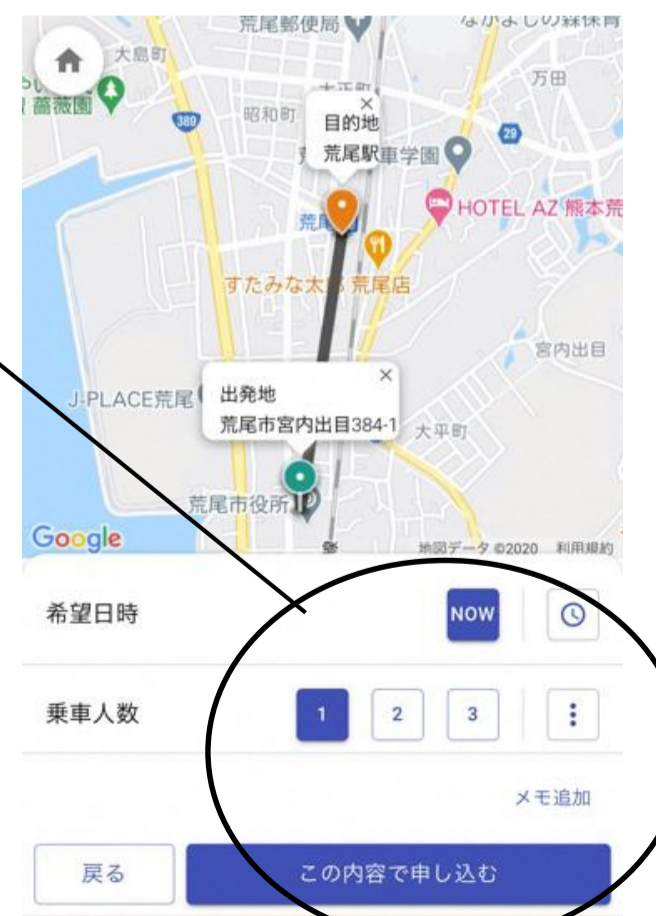 荒尾郵便局
なかよしの森保育
大島町
万田
薔薇園
389
昭和町
大正町
目的地
荒尾駅
車学園
29
HOTEL AZ 熊本荒
すたみな太郎 荒尾店
宮内出目
J-PLACE荒尾
出発地
荒尾市宮内出目384-1
大平町
荒尾市役所
Google
地図データ ©2020 利用規約
希望日時
NOW
乗車人数
1 2 3
メモ追加
戻る
この内容で申し込む